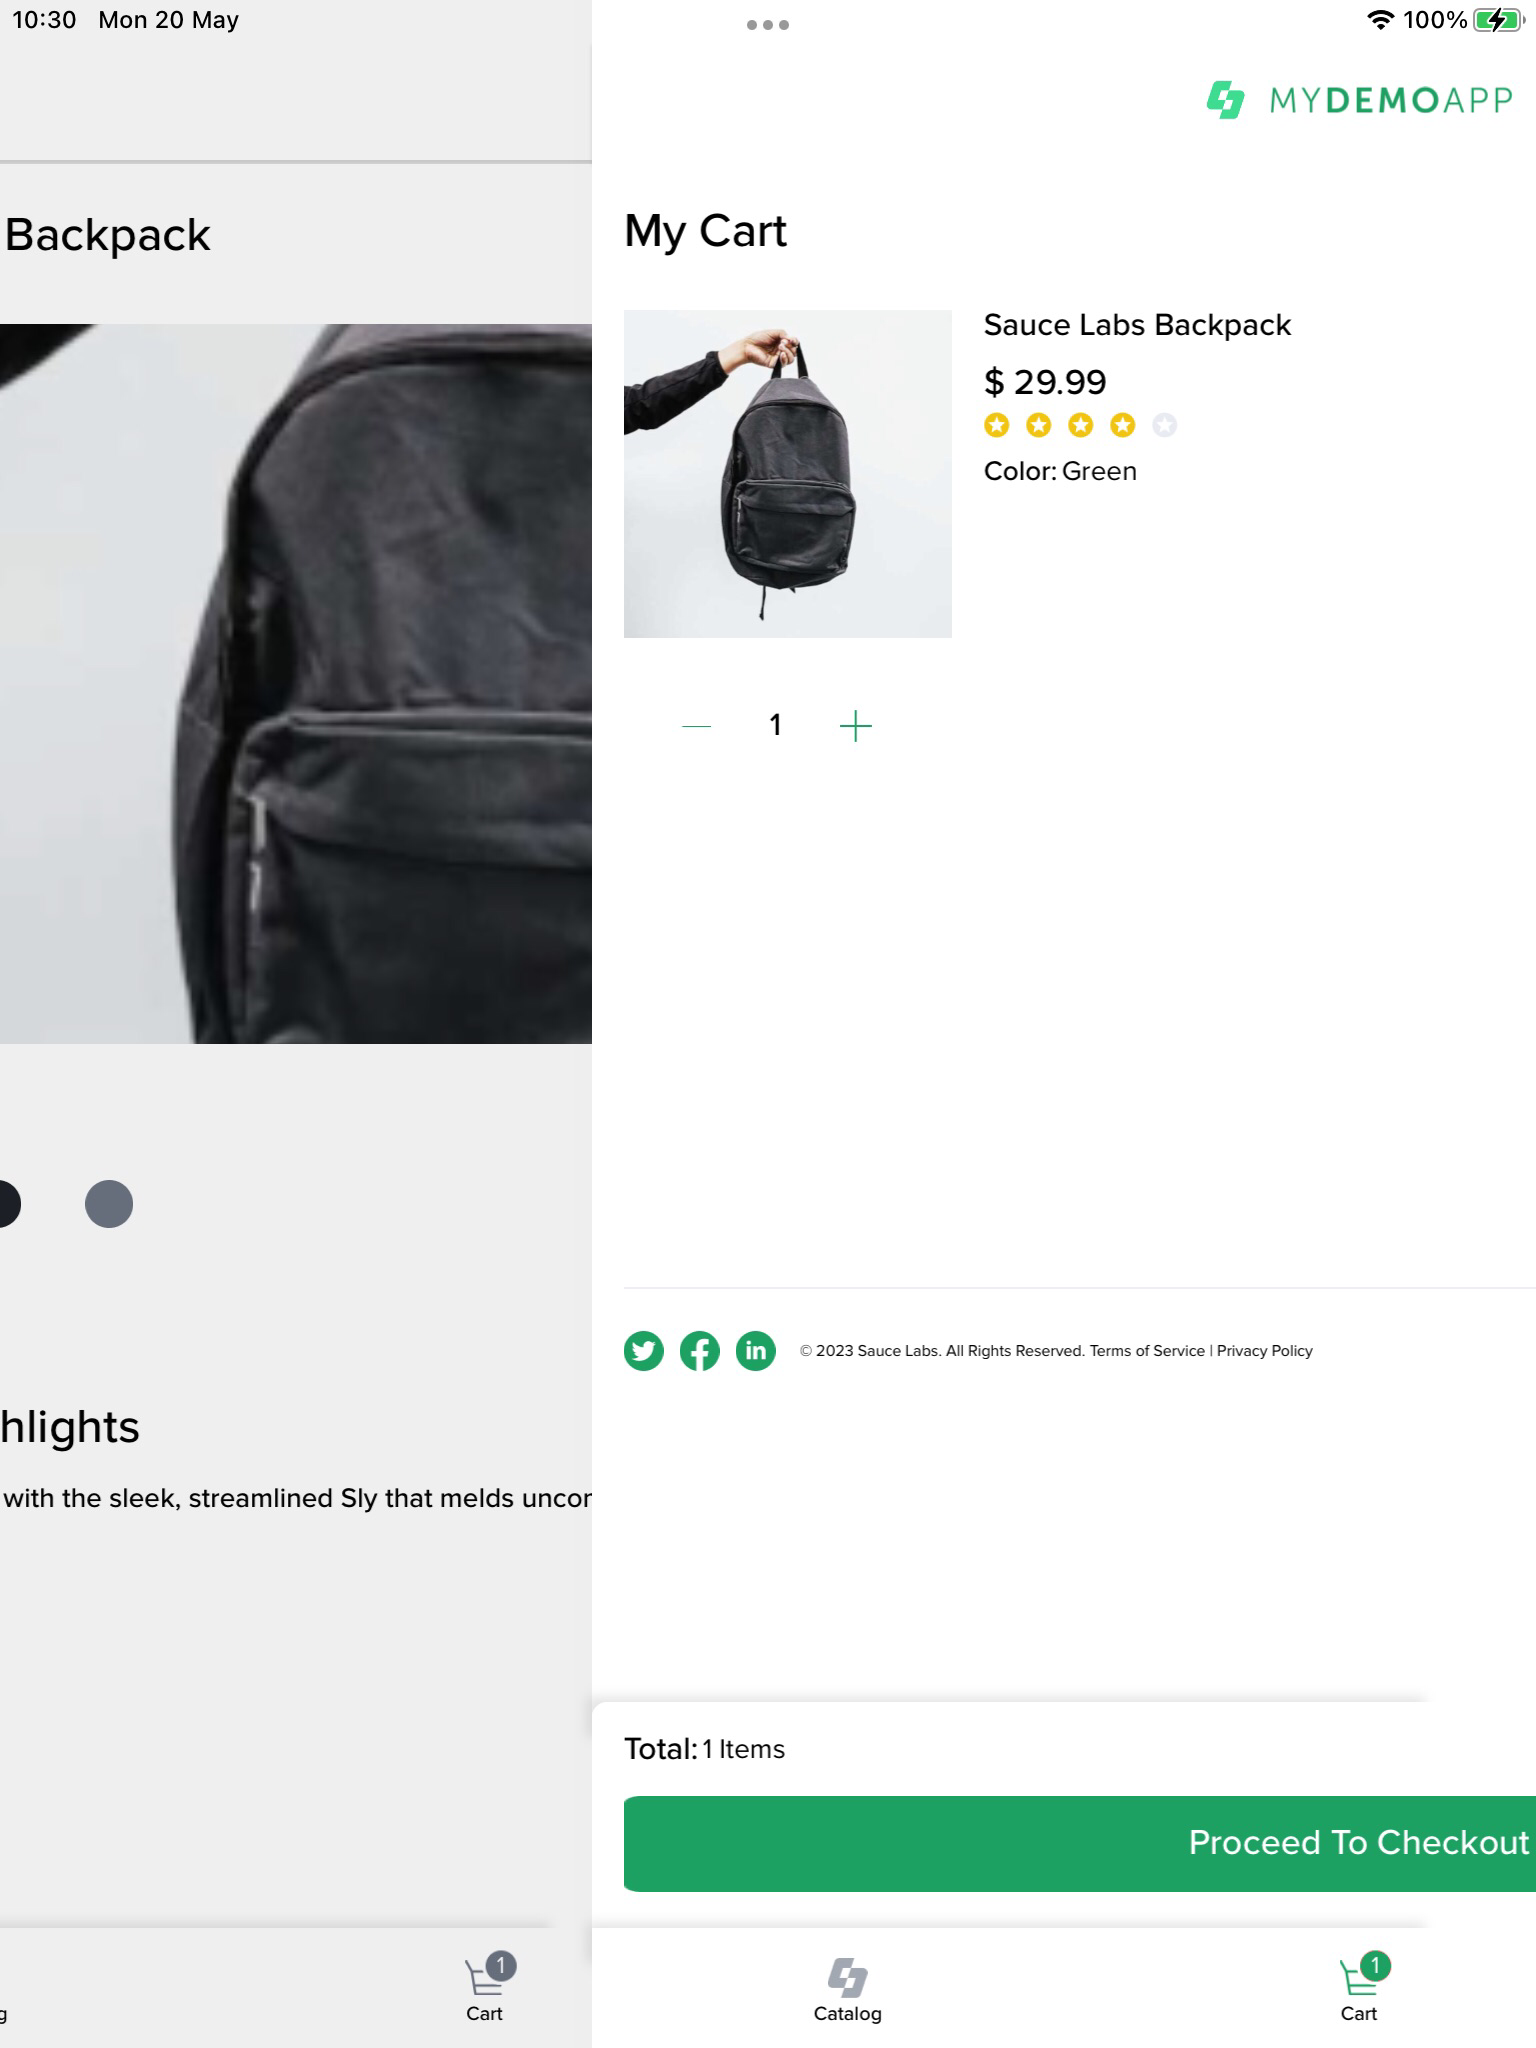 10:30 Mon 20 May
100%
MYDEMOAPP
Backpack
My Cart
Sauce Labs Backpack
$ 29.99
Color: Green
1
© 2023 Sauce Labs. All Rights Reserved. Terms of Service | Privacy Policy
hlights
with the sleek, streamlined Sly that melds uncor
Total: 1 Items
Proceed To Checkout
1
1
g
Cart
Catalog
Cart